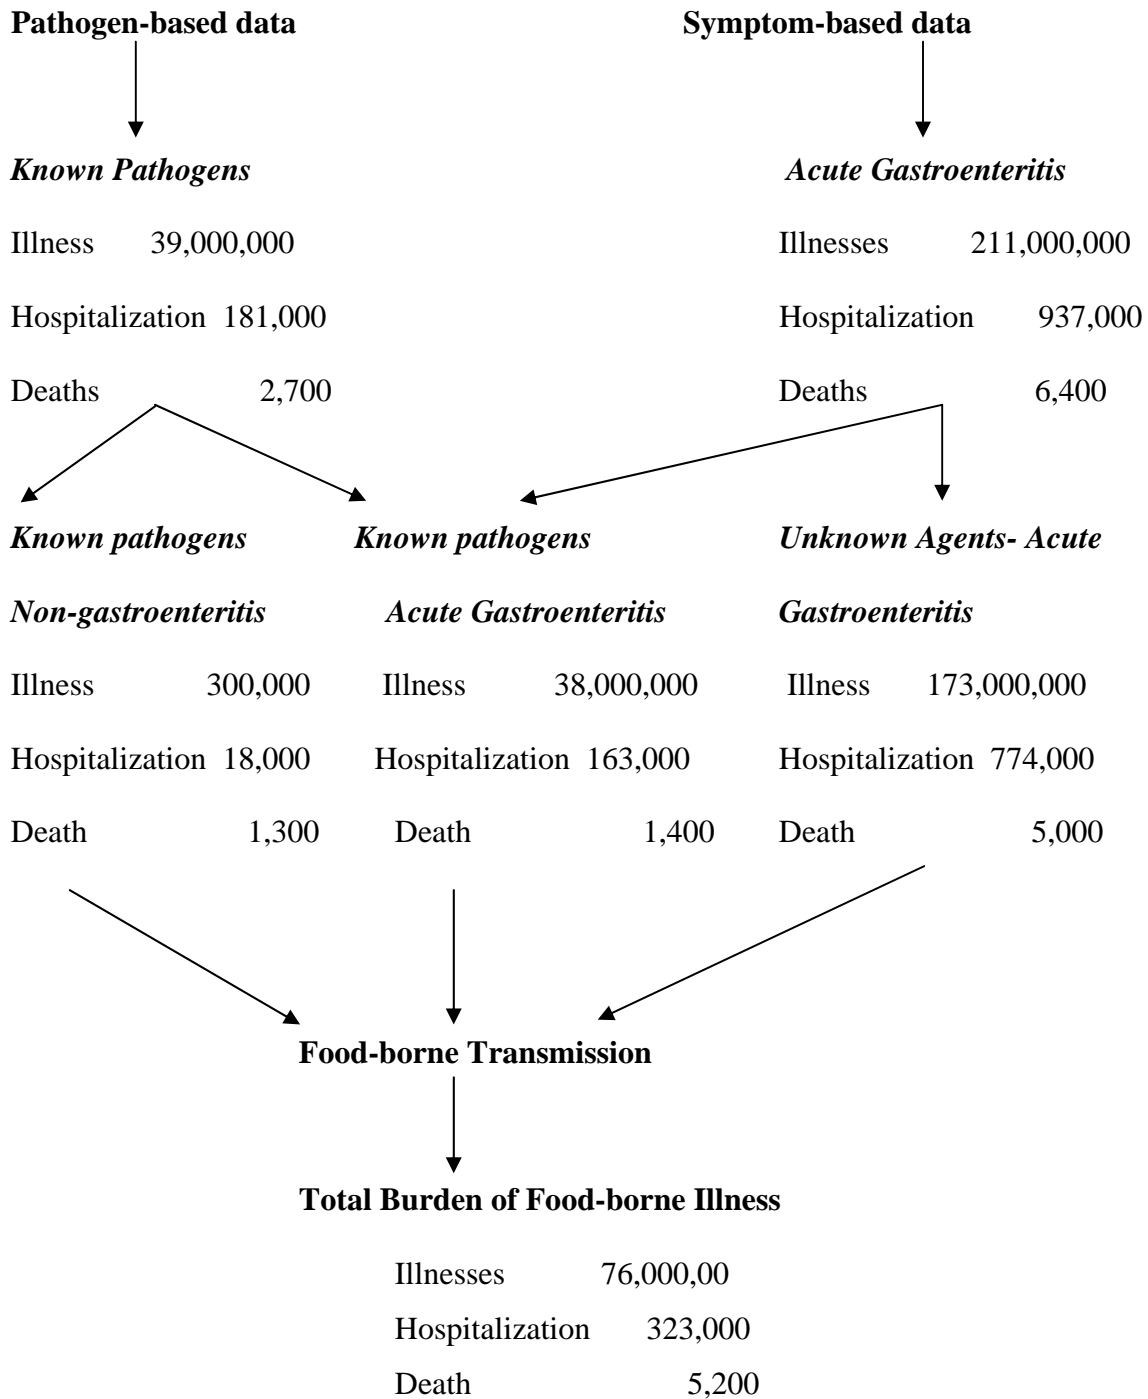 Pathogen-based data Symptom-based data
Known Pathogens Acute Gastroenteritis
Illness 39,000,000 Illnesses 211,000,000
Hospitalization 181,000 Hospitalization 937,000
Deaths 2,700 Deaths 6,400
Known pathogens Known pathogens Unknown Agents- Acute
Non-gastroenteritis Acute Gastroenteritis Gastroenteritis
Illness 300,000 Illness 38,000,000 Illness 173,000,000
Hospitalization 18,000 Hospitalization 163,000 Hospitalization 774,000
Death 1,300 Death 1,400 Death 5,000
Food-borne Transmission
Total Burden of Food-borne Illness
Illnesses 76,000,00
Hospitalization 323,000
Death 5,200